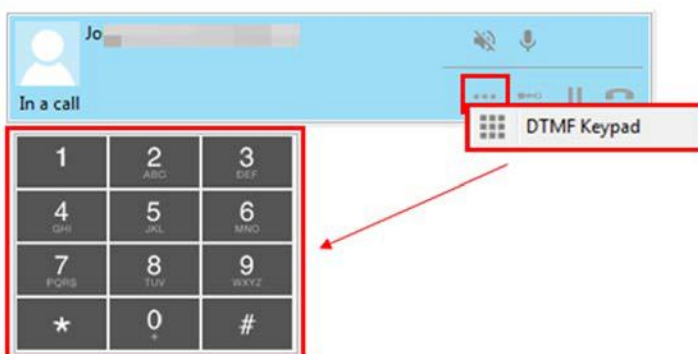 Jo
In a call
DTMF Keypad
1 2 3
ABC DEF
4 5 6
GHI JKL MNO
7 8 9
PQRS TUV WXYZ
* 0 #
+